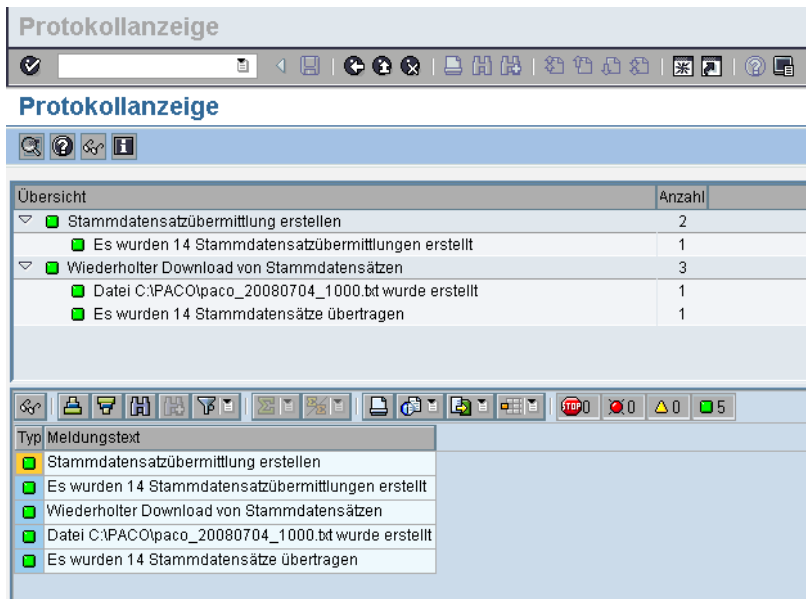 Protokollanzeige
Protokollanzeige
Übersicht Anzahl
Stammdatensatzübermittlung erstellen 2
Es wurden 14 Stammdatensatzübermittlungen erstellt 1
Wiederholter Download von Stammdatensätzen 3
Datei C:\PACO\paco_20080704_1000.txt wurde erstellt 1
Es wurden 14 Stammdatensätze übertragen 1
STOP 0 0 0 5
Typ Meldungstext
Stammdatensatzübermittlung erstellen
Es wurden 14 Stammdatensatzübermittlungen erstellt
Wiederholter Download von Stammdatensätzen
Datei C:\PACO\paco_20080704_1000.txt wurde erstellt
Es wurden 14 Stammdatensätze übertragen